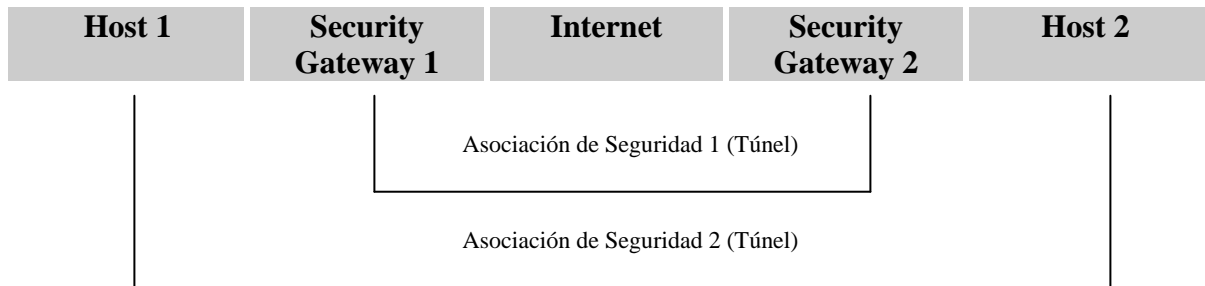 Host 1
Security
Gateway 1
Internet
Security
Gateway 2
Host 2
Asociación de Seguridad 1 (Túnel)
Asociación de Seguridad 2 (Túnel)